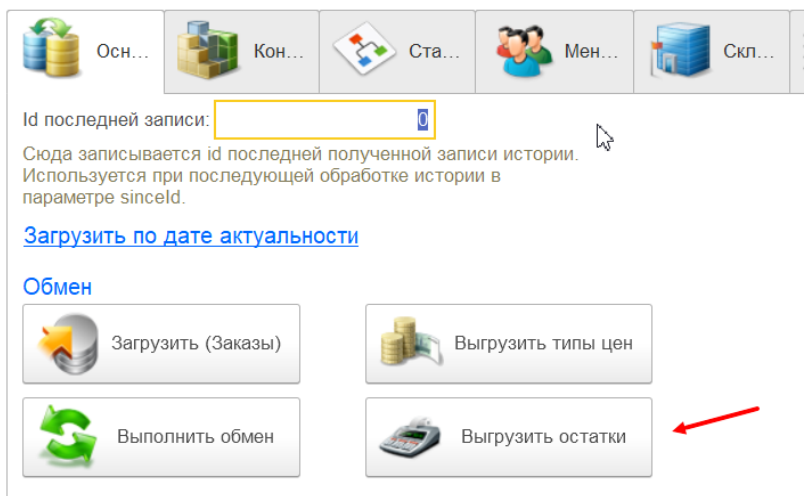 Осн... Кон... Ста... Мен... Скл...
Id последней записи: 0
Сюда записывается id последней полученной записи истории.
Используется при последующей обработке истории в
параметре sinceId.
Загрузить по дате актуальности
Обмен
Загрузить (Заказы) Выгрузить типы цен
Выполнить обмен Выгрузить остатки